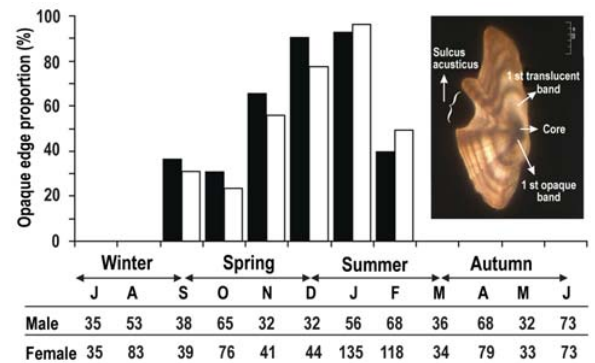 Opaque edge proportion (%)
100
80
60
40
20
0
Sulcus
acusticus
1 st translucent
band
Core
1 st opaque
band
Winter Spring Summer Autumn
J A S O N D J F M A M J
Male 35 53 38 65 32 32 56 68 36 68 32 73
Female 35 83 39 76 41 44 135 118 34 79 33 73